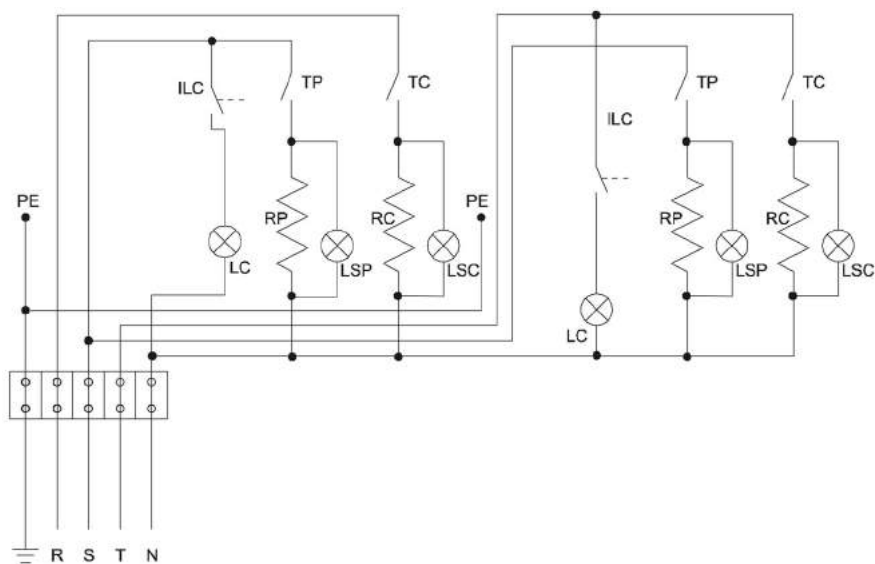 ILC TP TC TP TC
ILC
PE RP RC PE RP RC
LC LSP LSC LSP LSC
LC
R S T N